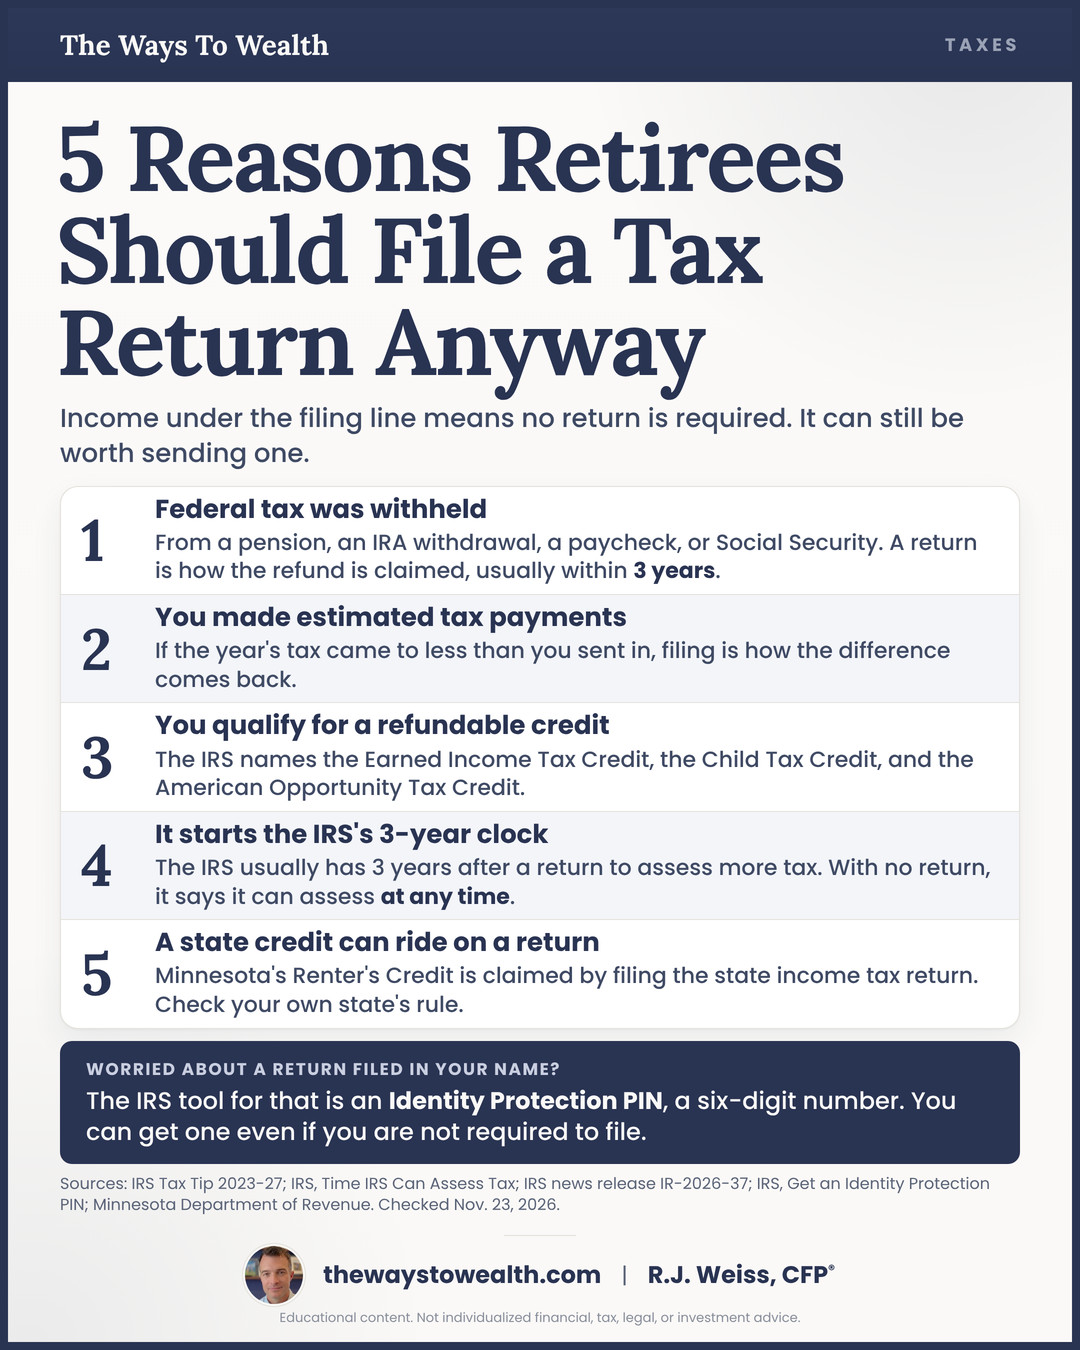 The Ways To Wealth
TAXES
5 Reasons Retirees
Should File a Tax
Return Anyway
Income under the filing line means no return is required. It can still be
worth sending one.
1
Federal tax was withheld
From a pension, an IRA withdrawal, a paycheck, or Social Security. A return
is how the refund is claimed, usually within 3 years.
2
You made estimated tax payments
If the year's tax came to less than you sent in, filing is how the difference
comes back.
3
You qualify for a refundable credit
The IRS names the Earned Income Tax Credit, the Child Tax Credit, and the
American Opportunity Tax Credit.
4
It starts the IRS's 3-year clock
The IRS usually has 3 years after a return to assess more tax. With no return,
it says it can assess at any time.
5
A state credit can ride on a return
Minnesota's Renter's Credit is claimed by filing the state income tax return.
Check your own state's rule.
WORRIED ABOUT A RETURN FILED IN YOUR NAME?
The IRS tool for that is an Identity Protection PIN, a six-digit number. You
can get one even if you are not required to file.
Sources: IRS Tax Tip 2023-27; IRS, Time IRS Can Assess Tax; IRS news release IR-2026-37; IRS, Get an Identity Protection
PIN; Minnesota Department of Revenue. Checked Nov. 23, 2026.
thewaystowealth.com | R.J. Weiss, CFP®
Educational content. Not individualized financial, tax, legal, or investment advice.